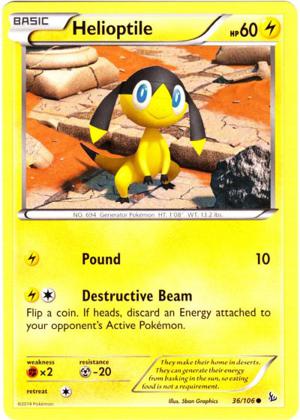 BASIC
Helioptile HP60
NO. 694 Generator Pokémon HT. 1'08" WT. 13.2 lbs.
Pound 10
Destructive Beam
Flip a coin. If heads, discard an Energy attached to
your opponent's Active Pokémon.
weakness
×2
resistance
-20
retreat
They make their home in deserts.
They can generate their energy
from basking in the sun, so eating
food is not a requirement.
©2014 Pokémon
Illus. 5ban Graphics
36/106